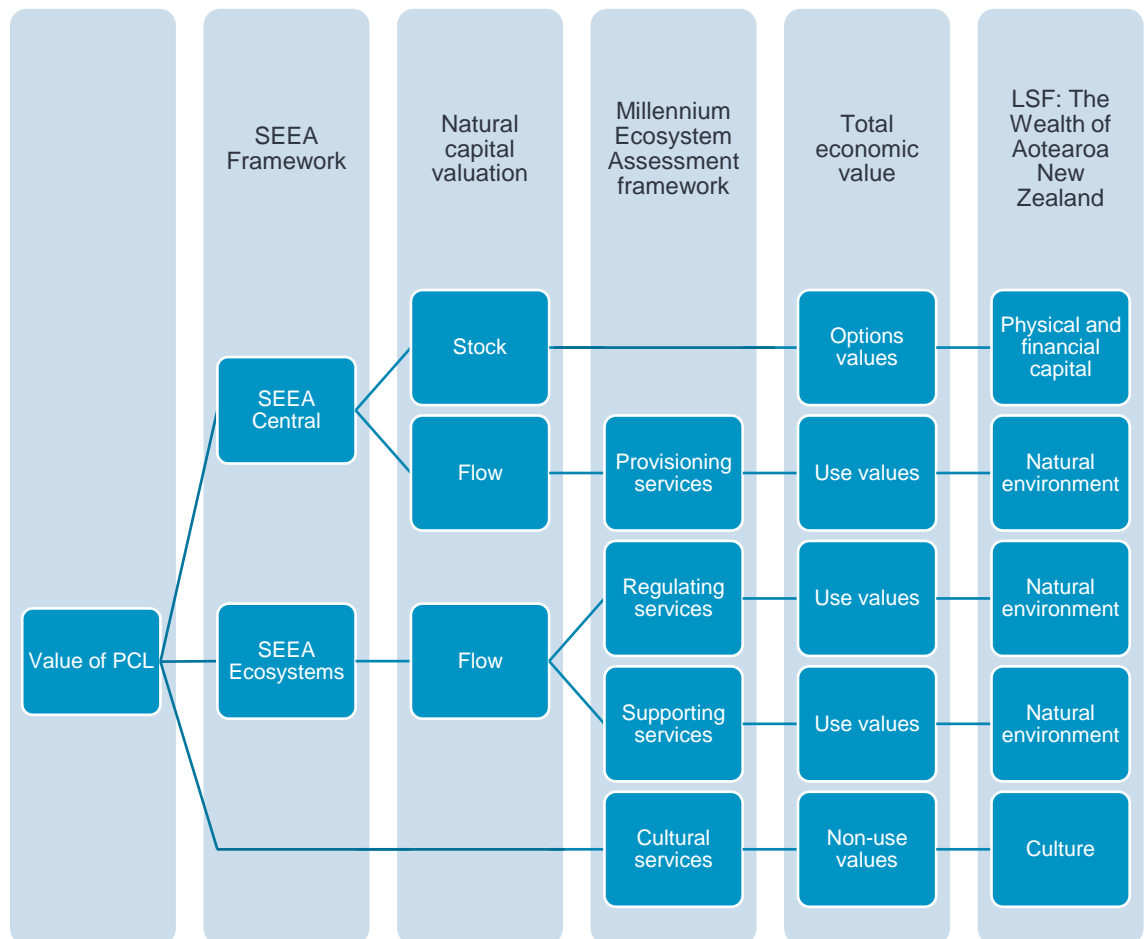 SEEA
Framework
Natural
capital
valuation
Millennium
Ecosystem
Assessment
framework
Total
economic
value
LSF: The
Wealth of
Aotearoa
New
Zealand
Stock
Options
values
Physical and
financial
capital
SEEA
Central
Flow
Provisioning
services
Use values
Natural
environment
Regulating
services
Use values
Natural
environment
Value of PCL
SEEA
Ecosystems
Flow
Supporting
services
Use values
Natural
environment
Cultural
services
Non-use
values
Culture